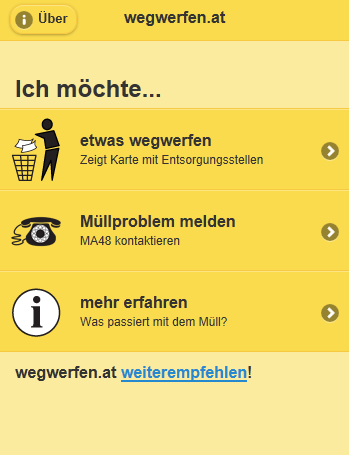 Über
wegwerfen.at
Ich möchte...
etwas wegwerfen
Zeigt Karte mit Entsorgungsstellen
Müllproblem melden
MA48 kontaktieren
mehr erfahren
Was passiert mit dem Müll?
wegwerfen.at weiterempfehlen!